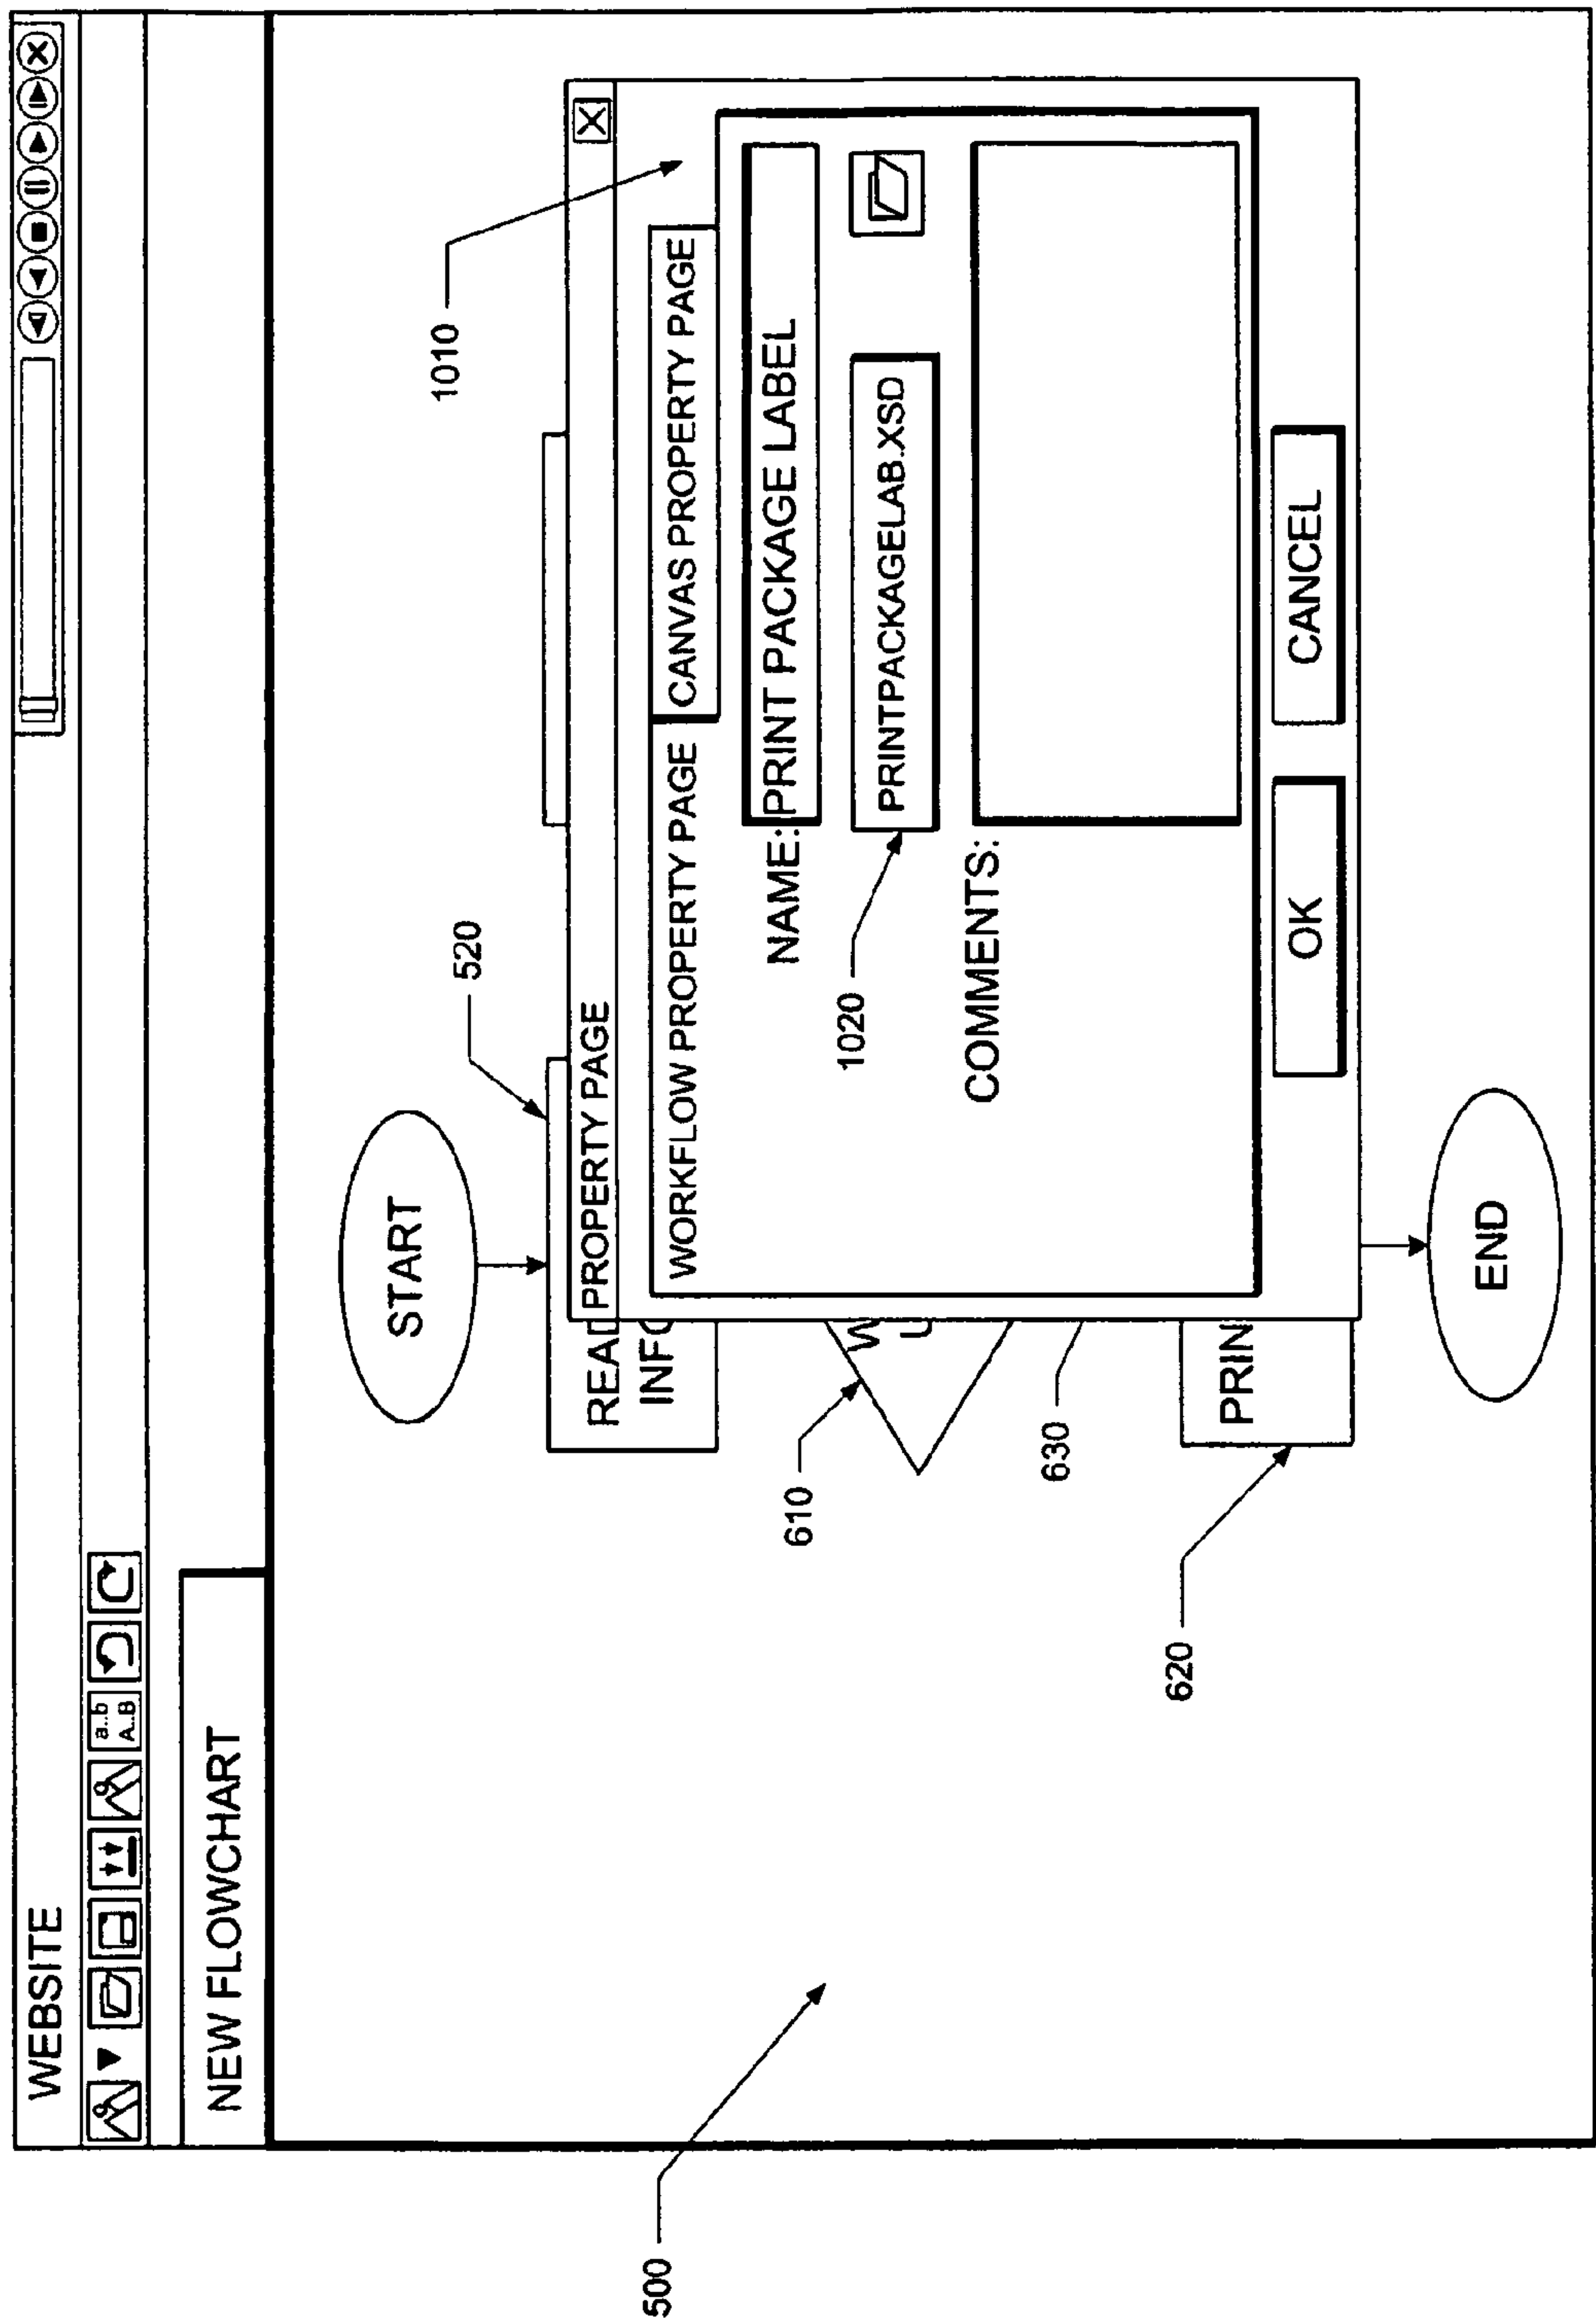 WEBSITE
a..b
A..B
NEW FLOWCHART
START
520
1010
READ
INFO
PROPERTY PAGE
WORKFLOW PROPERTY PAGE
CANVAS PROPERTY PAGE
NAME:
PRINT PACKAGE LABEL
1020
PRINTPACKAGELAB.XSD
COMMENTS:
OK
CANCEL
610
W
630
PRIN
620
END
500